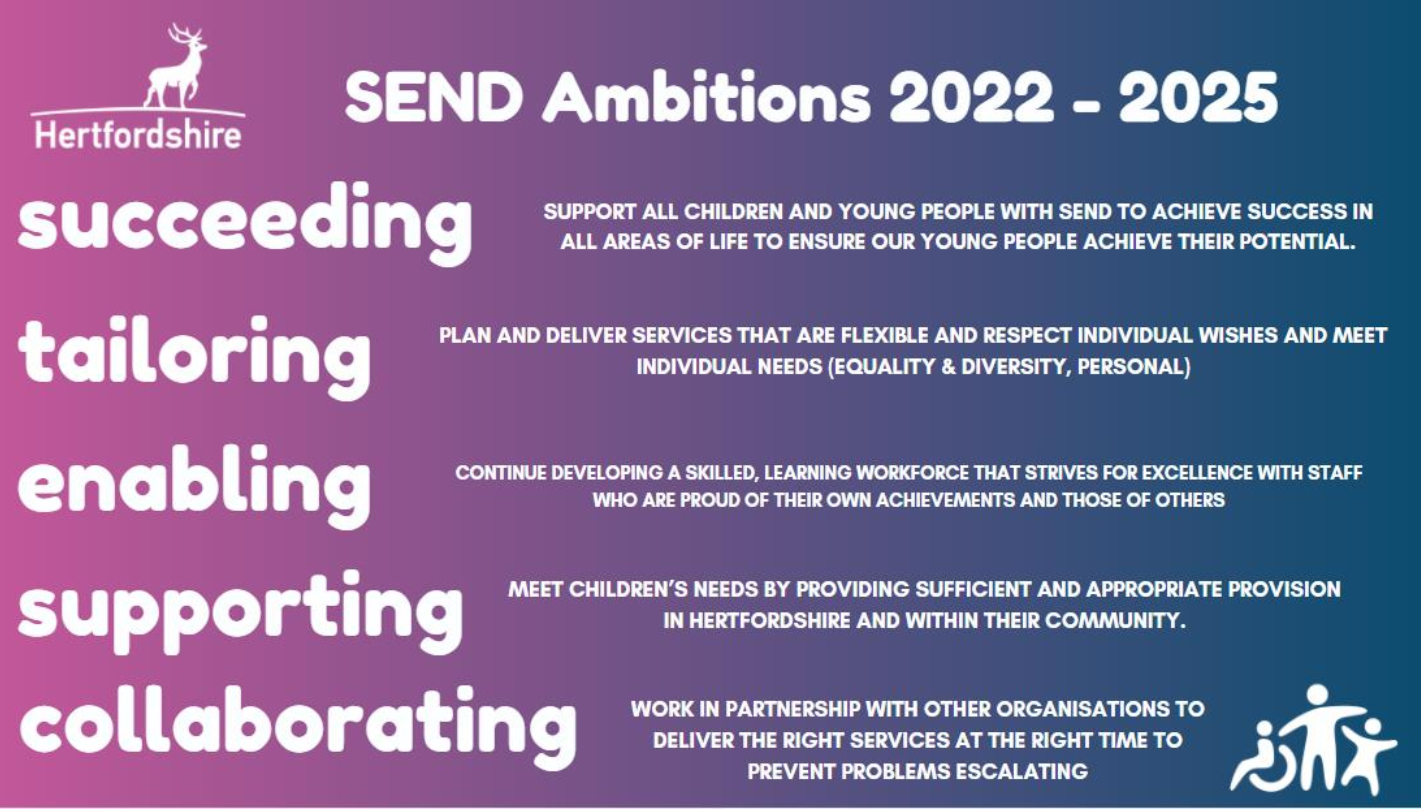 Hertfordshire
SEND Ambitions 2022 - 2025
succeeding
SUPPORT ALL CHILDREN AND YOUNG PEOPLE WITH SEND TO ACHIEVE SUCCESS IN
ALL AREAS OF LIFE TO ENSURE OUR YOUNG PEOPLE ACHIEVE THEIR POTENTIAL.
tailoring
PLAN AND DELIVER SERVICES THAT ARE FLEXIBLE AND RESPECT INDIVIDUAL WISHES AND MEET
INDIVIDUAL NEEDS (EQUALITY & DIVERSITY, PERSONAL)
enabling
CONTINUE DEVELOPING A SKILLED, LEARNING WORKFORCE THAT STRIVES FOR EXCELLENCE WITH STAFF
WHO ARE PROUD OF THEIR OWN ACHIEVEMENTS AND THOSE OF OTHERS
supporting
MEET CHILDREN’S NEEDS BY PROVIDING SUFFICIENT AND APPROPRIATE PROVISION
IN HERTFORDSHIRE AND WITHIN THEIR COMMUNITY.
collaborating
WORK IN PARTNERSHIP WITH OTHER ORGANISATIONS TO
DELIVER THE RIGHT SERVICES AT THE RIGHT TIME TO
PREVENT PROBLEMS ESCALATING